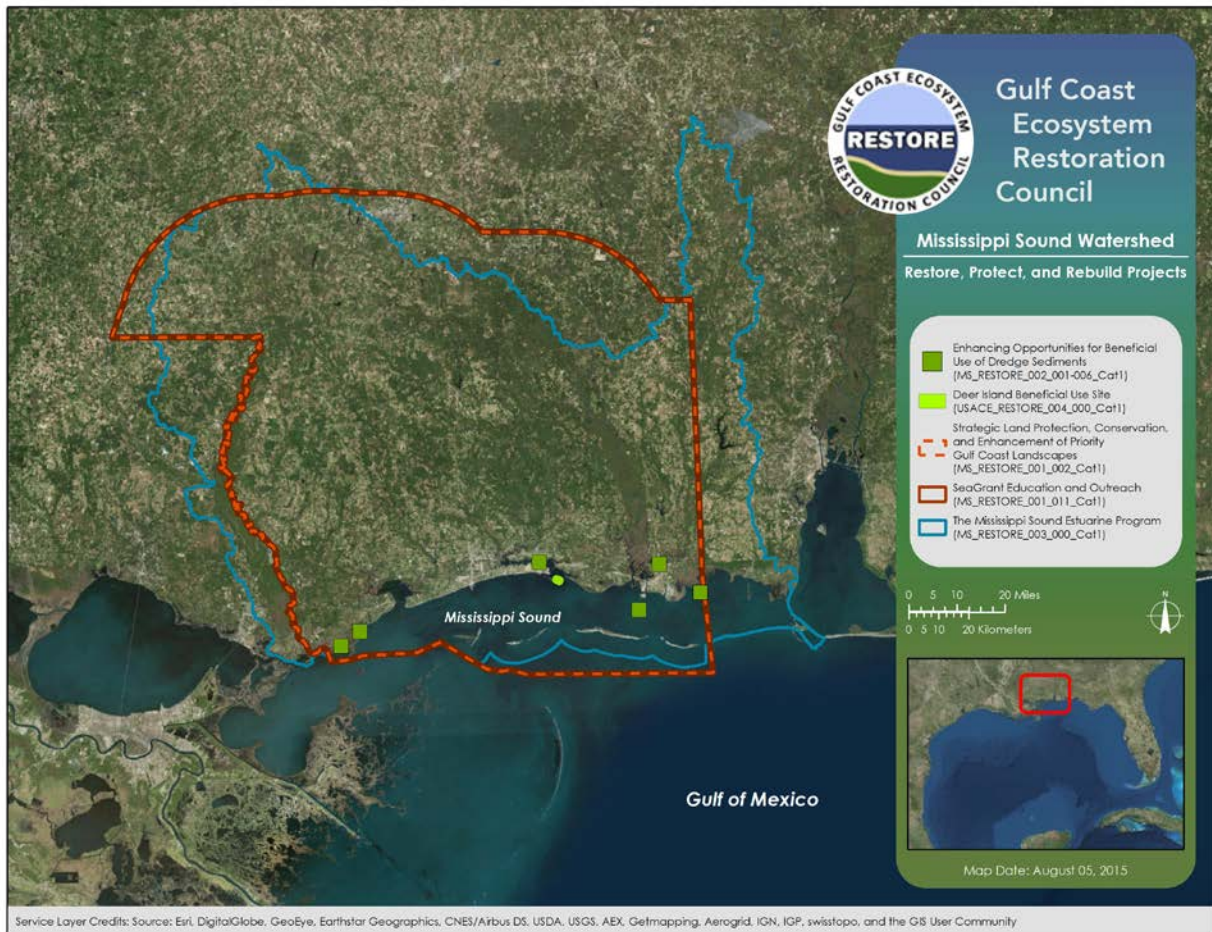 GULF COAST ECOSYSTEM
RESTORE
RESTORATION COUNCIL
Gulf Coast
Ecosystem
Restoration
Council
Mississippi Sound Watershed
Restore, Protect, and Rebuild Projects
Enhancing Opportunities for Beneficial
Use of Dredge Sediments
(MS_RESTORE_002_001-006_Cat1)
Deer Island Beneficial Use Site
(USACE_RESTORE_004_000_Cat1)
Strategic Land Protection, Conservation,
and Enhancement of Priority
Gulf Coast Landscapes
(MS_RESTORE_001_002_Cat1)
SeaGrant Education and Outreach
(MS_RESTORE_001_011_Cat1)
The Mississippi Sound Estuarine Program
(MS_RESTORE_003_000_Cat1)
0 5 10 20 Miles
0 5 10 20 Kilometers
N
Mississippi Sound
Gulf of Mexico
Map Date: August 05, 2015
Service Layer Credits: Source: Esri, DigitalGlobe, GeoEye, Earthstar Geographics, CNES/Airbus DS, USDA, USGS, AEX, Getmapping, Aerogrid, IGN, IGP, swisstopo, and the GIS User Community